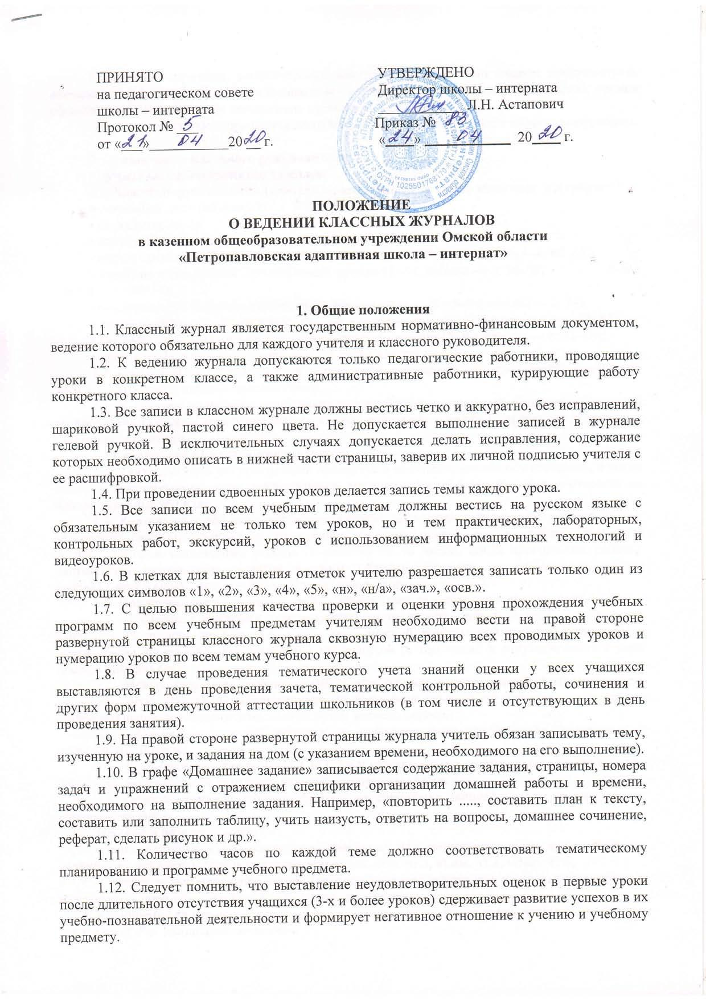 ПРИНЯТО
на педагогическом совете
школы – интерната
Протокол № 5
от «21» 04 2020 г.
УТВЕРЖДЕНО
Директор школы – интерната
Л.Н. Астапович
Приказ № 83
«24» 04 2020 г.
ОГРН 1025501768170
ПОЛОЖЕНИЕ
О ВЕДЕНИИ КЛАССНЫХ ЖУРНАЛОВ
в казенном общеобразовательном учреждении Омской области
«Петропавловская адаптивная школа – интернат»
1. Общие положения
1.1. Классный журнал является государственным нормативно-финансовым документом,
ведение которого обязательно для каждого учителя и классного руководителя.
1.2. К ведению журнала допускаются только педагогические работники, проводящие
уроки в конкретном классе, а также административные работники, курирующие работу
конкретного класса.
1.3. Все записи в классном журнале должны вестись четко и аккуратно, без исправлений,
шариковой ручкой, пастой синего цвета. Не допускается выполнение записей в журнале
гелевой ручкой. В исключительных случаях допускается делать исправления, содержание
которых необходимо описать в нижней части страницы, заверив их личной подписью учителя с
ее расшифровкой.
1.4. При проведении сдвоенных уроков делается запись темы каждого урока.
1.5. Все записи по всем учебным предметам должны вестись на русском языке с
обязательным указанием не только тем уроков, но и тем практических, лабораторных,
контрольных работ, экскурсий, уроков с использованием информационных технологий и
видеоуроков.
1.6. В клетках для выставления отметок учителю разрешается записать только один из
следующих символов «1», «2», «3», «4», «5», «н», «н/а», «зач.», «осв.».
1.7. С целью повышения качества проверки и оценки уровня прохождения учебных
программ по всем учебным предметам учителям необходимо вести на правой стороне
развернутой страницы классного журнала сквозную нумерацию всех проводимых уроков и
нумерацию уроков по всем темам учебного курса.
1.8. В случае проведения тематического учета знаний оценки у всех учащихся
выставляются в день проведения зачета, тематической контрольной работы, сочинения и
других форм промежуточной аттестации школьников (в том числе и отсутствующих в день
проведения занятия).
1.9. На правой стороне развернутой страницы журнала учитель обязан записывать тему,
изученную на уроке, и задания на дом (с указанием времени, необходимого на его выполнение).
1.10. В графе «Домашнее задание» записывается содержание задания, страницы, номера
задач и упражнений с отражением специфики организации домашней работы и времени,
необходимого на выполнение задания. Например, «повторить ....., составить план к тексту,
составить или заполнить таблицу, учить наизусть, ответить на вопросы, домашнее сочинение,
реферат, сделать рисунок и др.».
1.11. Количество часов по каждой теме должно соответствовать тематическому
планированию и программе учебного предмета.
1.12. Следует помнить, что выставление неудовлетворительных оценок в первые уроки
после длительного отсутствия учащихся (3-х и более уроков) сдерживает развитие успехов в их
учебно-познавательной деятельности и формирует негативное отношение к учению и учебному
предмету.